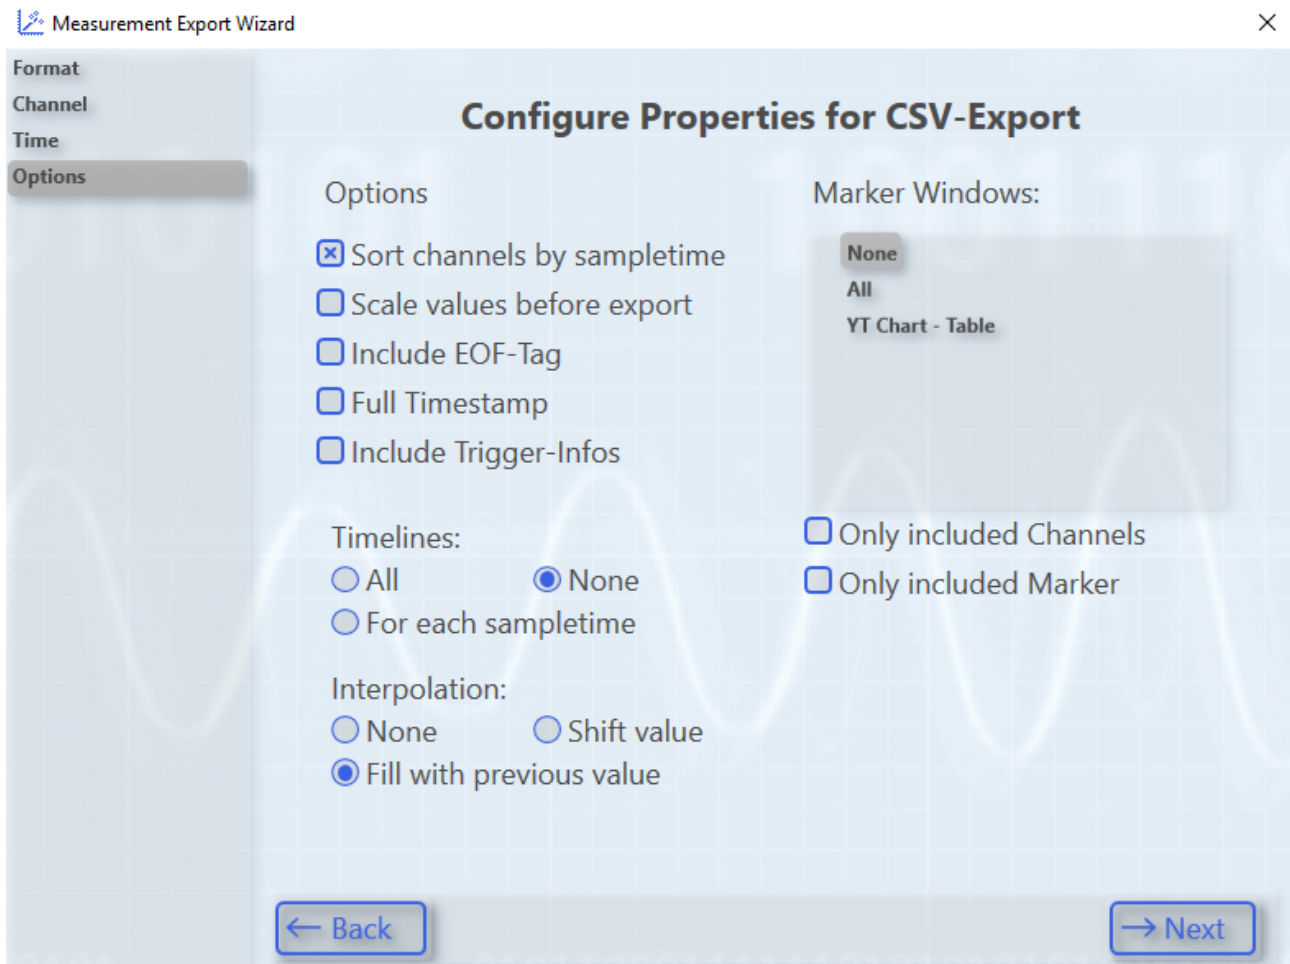 Measurement Export Wizard
Format
Channel
Time
Options
Configure Properties for CSV-Export
Options
Sort channels by sampletime
Scale values before export
Include EOF-Tag
Full Timestamp
Include Trigger-Infos
Timelines:
All None
For each sampletime
Interpolation:
None Shift value
Fill with previous value
Marker Windows:
None
All
YT Chart - Table
Only included Channels
Only included Marker
Back
Next